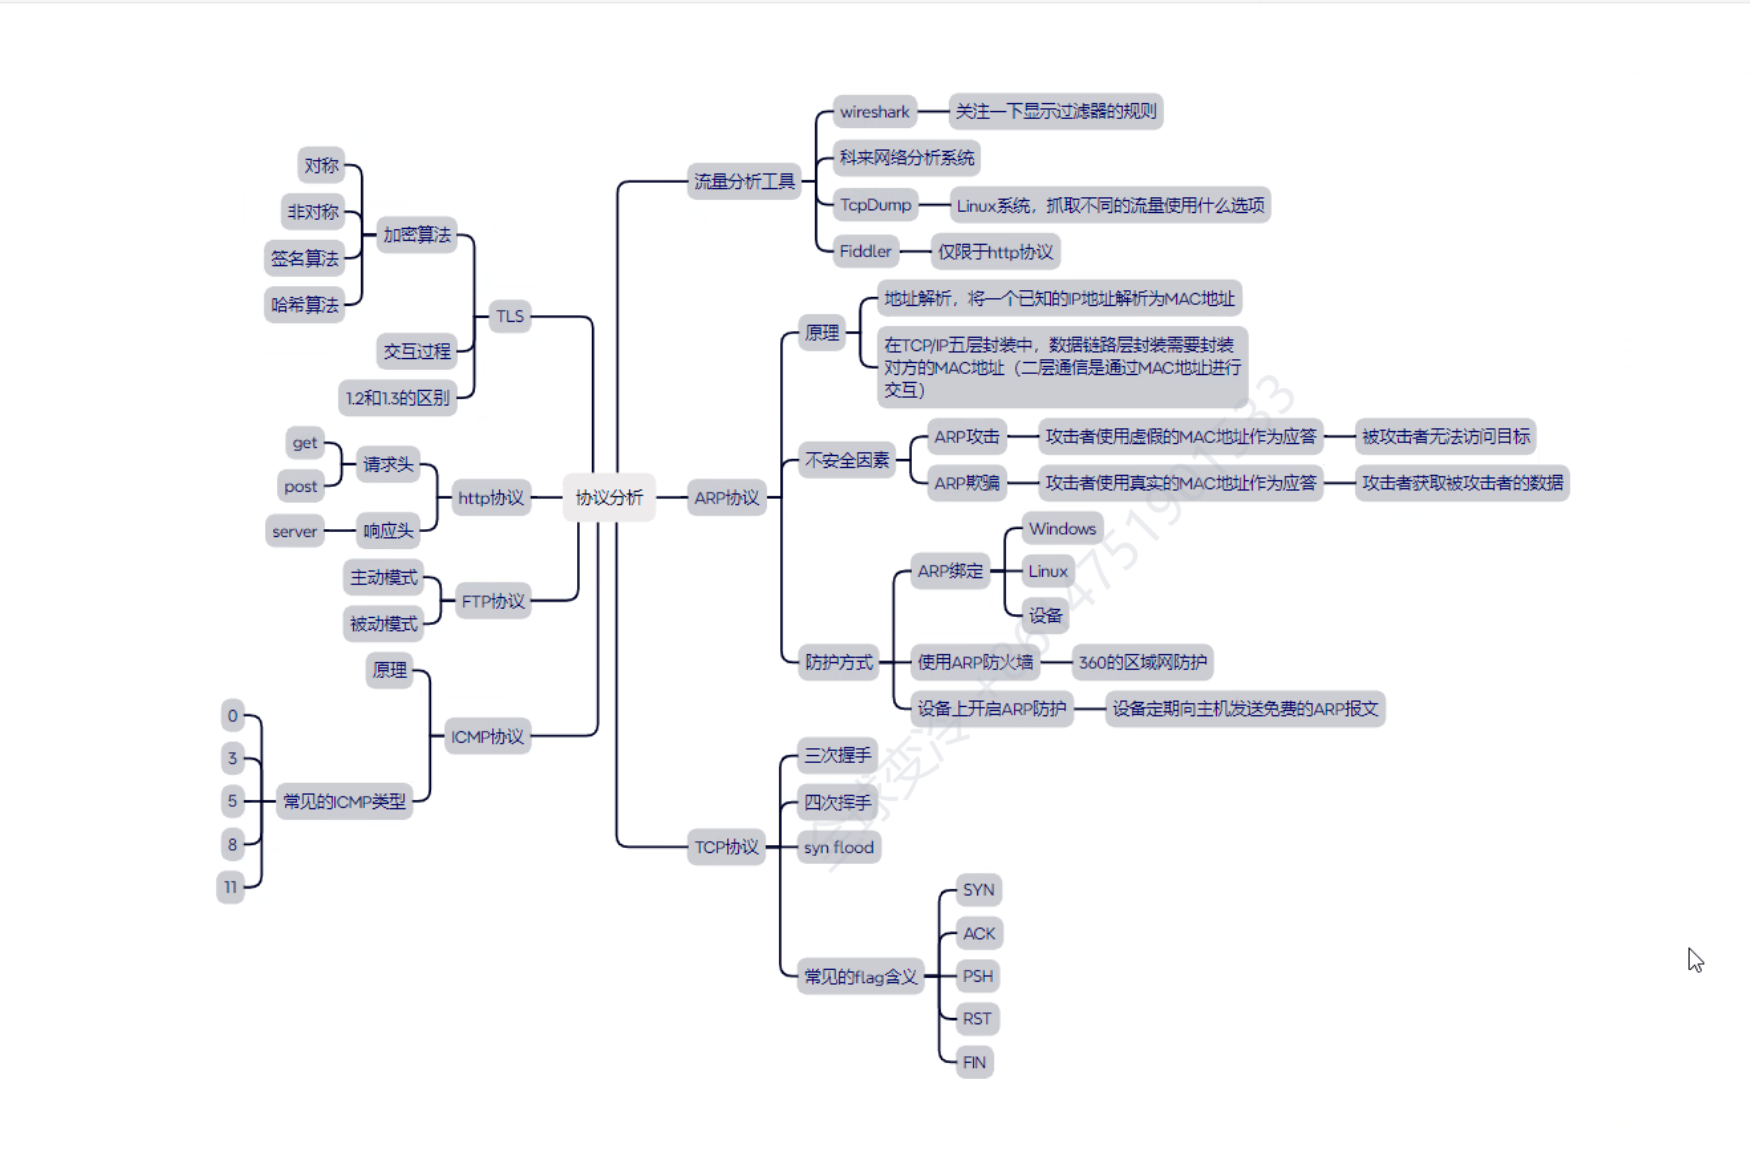 协议分析
流量分析工具
wireshark
关注一下显示过滤器的规则
科来网络分析系统
TcpDump
Linux系统，抓取不同的流量使用什么选项
Fiddler
仅限于http协议
ARP协议
原理
地址解析，将一个已知的IP地址解析为MAC地址
在TCP/IP五层封装中，数据链路层封装需要封装
对方的MAC地址（二层通信是通过MAC地址进行
交互）
不安全因素
ARP攻击
攻击者使用虚假的MAC地址作为应答
被攻击者无法访问目标
ARP欺骗
攻击者使用真实的MAC地址作为应答
攻击者获取被攻击者的数据
防护方式
ARP绑定
Windows
Linux
设备
使用ARP防火墙
360的区域网防护
设备上开启ARP防护
设备定期向主机发送免费的ARP报文
TCP协议
三次握手
四次挥手
syn flood
常见的flag含义
SYN
ACK
PSH
RST
FIN
TLS
加密算法
对称
非对称
签名算法
哈希算法
交互过程
1.2和1.3的区别
http协议
请求头
get
post
响应头
server
FTP协议
主动模式
被动模式
ICMP协议
原理
常见的ICMP类型
0
3
5
8
11